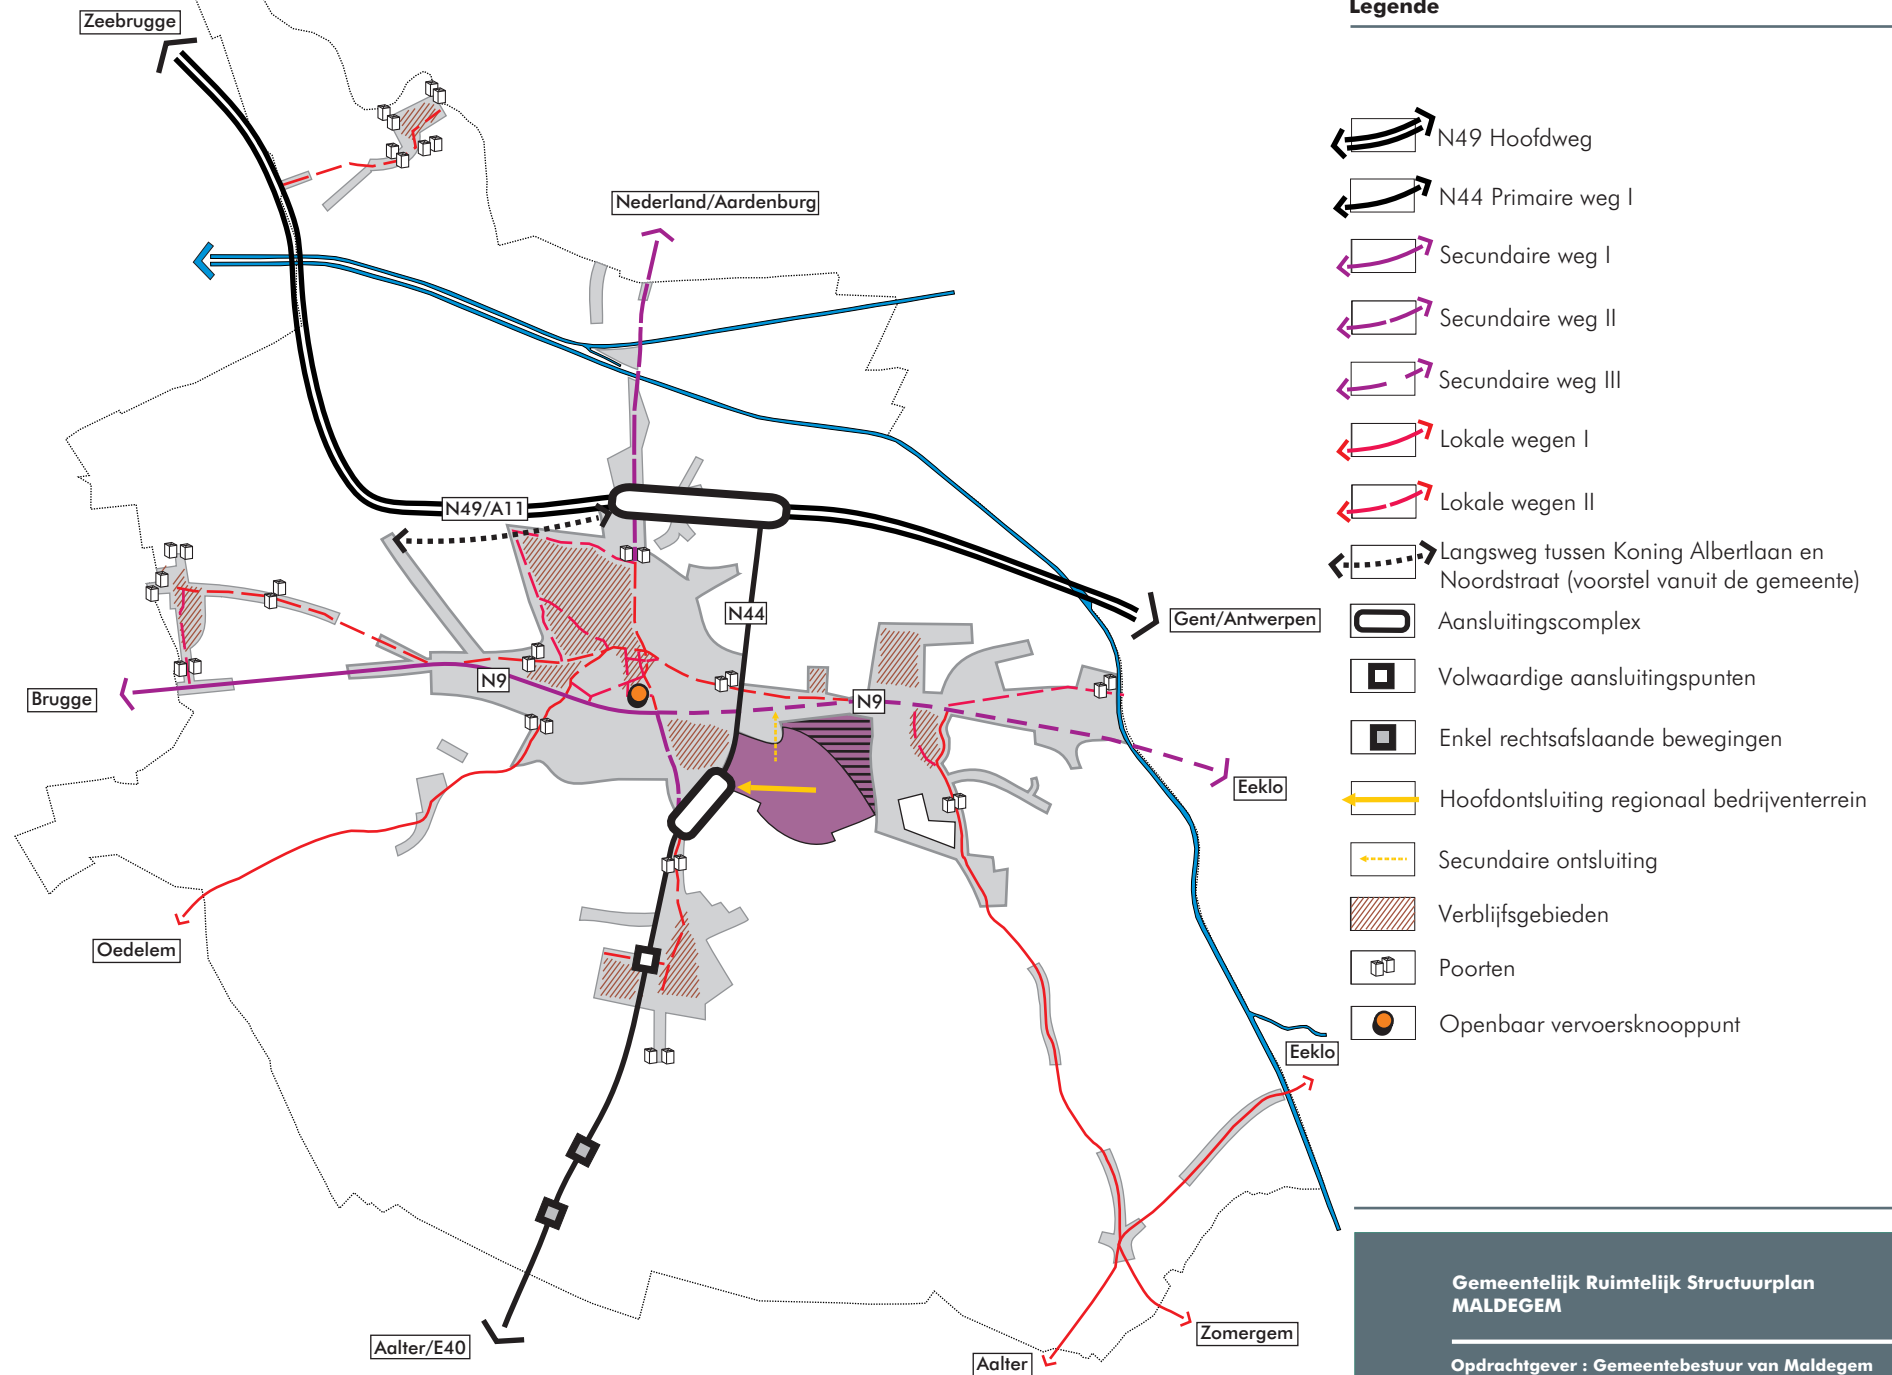 Zeebrugge
Nederland/Aardenburg
N49/A11
N44
Gent/Antwerpen
N9
N9
Brugge
Eeklo
Oedelem
Eeklo
Aalter/E40
Aalter
Zomergem
Legende
N49 Hoofdweg
N44 Primaire weg I
Secundaire weg I
Secundaire weg II
Secundaire weg III
Lokale wegen I
Lokale wegen II
Langsweg tussen Koning Albertlaan en
Noordstraat (voorstel vanuit de gemeente)
Aansluitingscomplex
Volwaardige aansluitingspunten
Enkel rechtsafslaande bewegingen
Hoofdontsluiting regionaal bedrijventerrein
Secundaire ontsluiting
Verblijfsgebieden
Poorten
Openbaar vervoersknooppunt
Gemeentelijk Ruimtelijk Structuurplan
MALDEGEM
Opdrachtgever : Gemeentebestuur van Maldegem